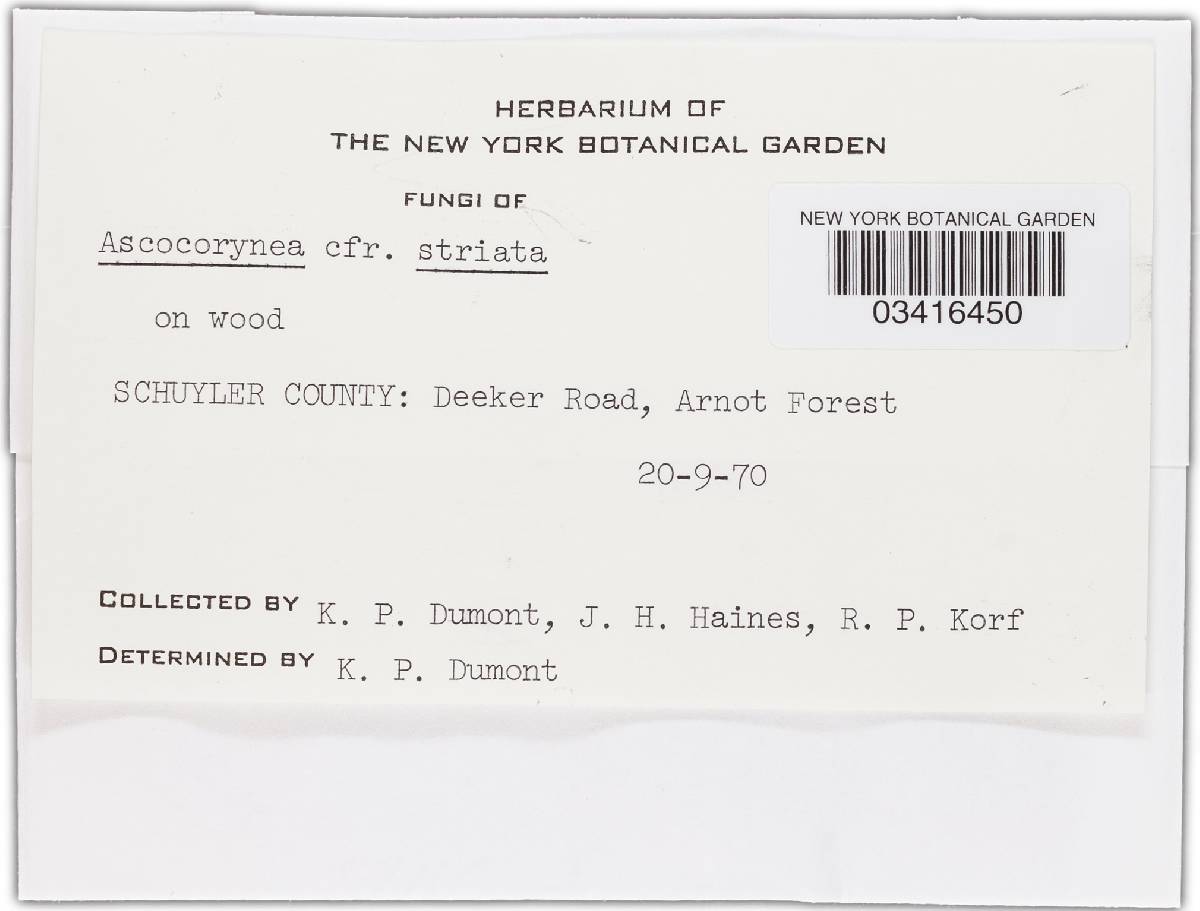 HERBARIUM OF
THE NEW YORK BOTANICAL GARDEN
FUNGI OF
NEW YORK BOTANICAL GARDEN
03416450
Ascocorynea cfr. striata
on wood
SCHUYLER COUNTY: Deeker Road, Arnot Forest
20-9-70
COLLECTED BY K. P. Dumont, J. H. Haines, R. P. Korf
DETERMINED BY K. P. Dumont